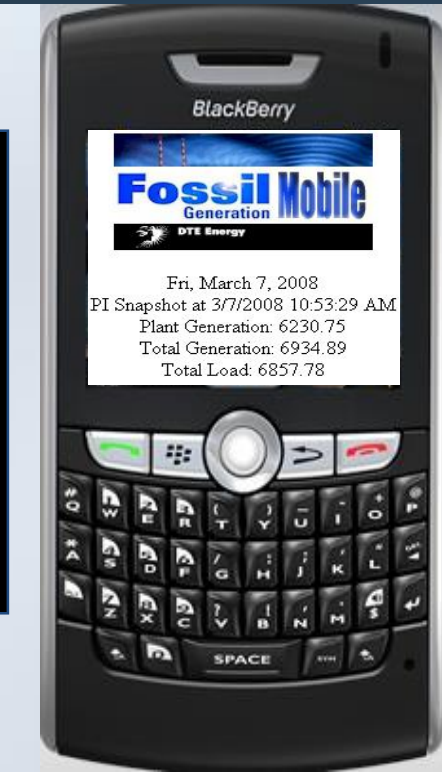 BlackBerry
Fossil Mobile
Generation
DTE Energy
Fri, March 7, 2008
PI Snapshot at 3/7/2008 10:53:29 AM
Plant Generation: 6230.75
Total Generation: 6934.89
Total Load: 6857.78
# Q W E R ( T ) Y _ U - I + O @ P
* A S D F / G : H ; J ' K " L
Z X C ? V ! B , N . M $
SPACE SYM